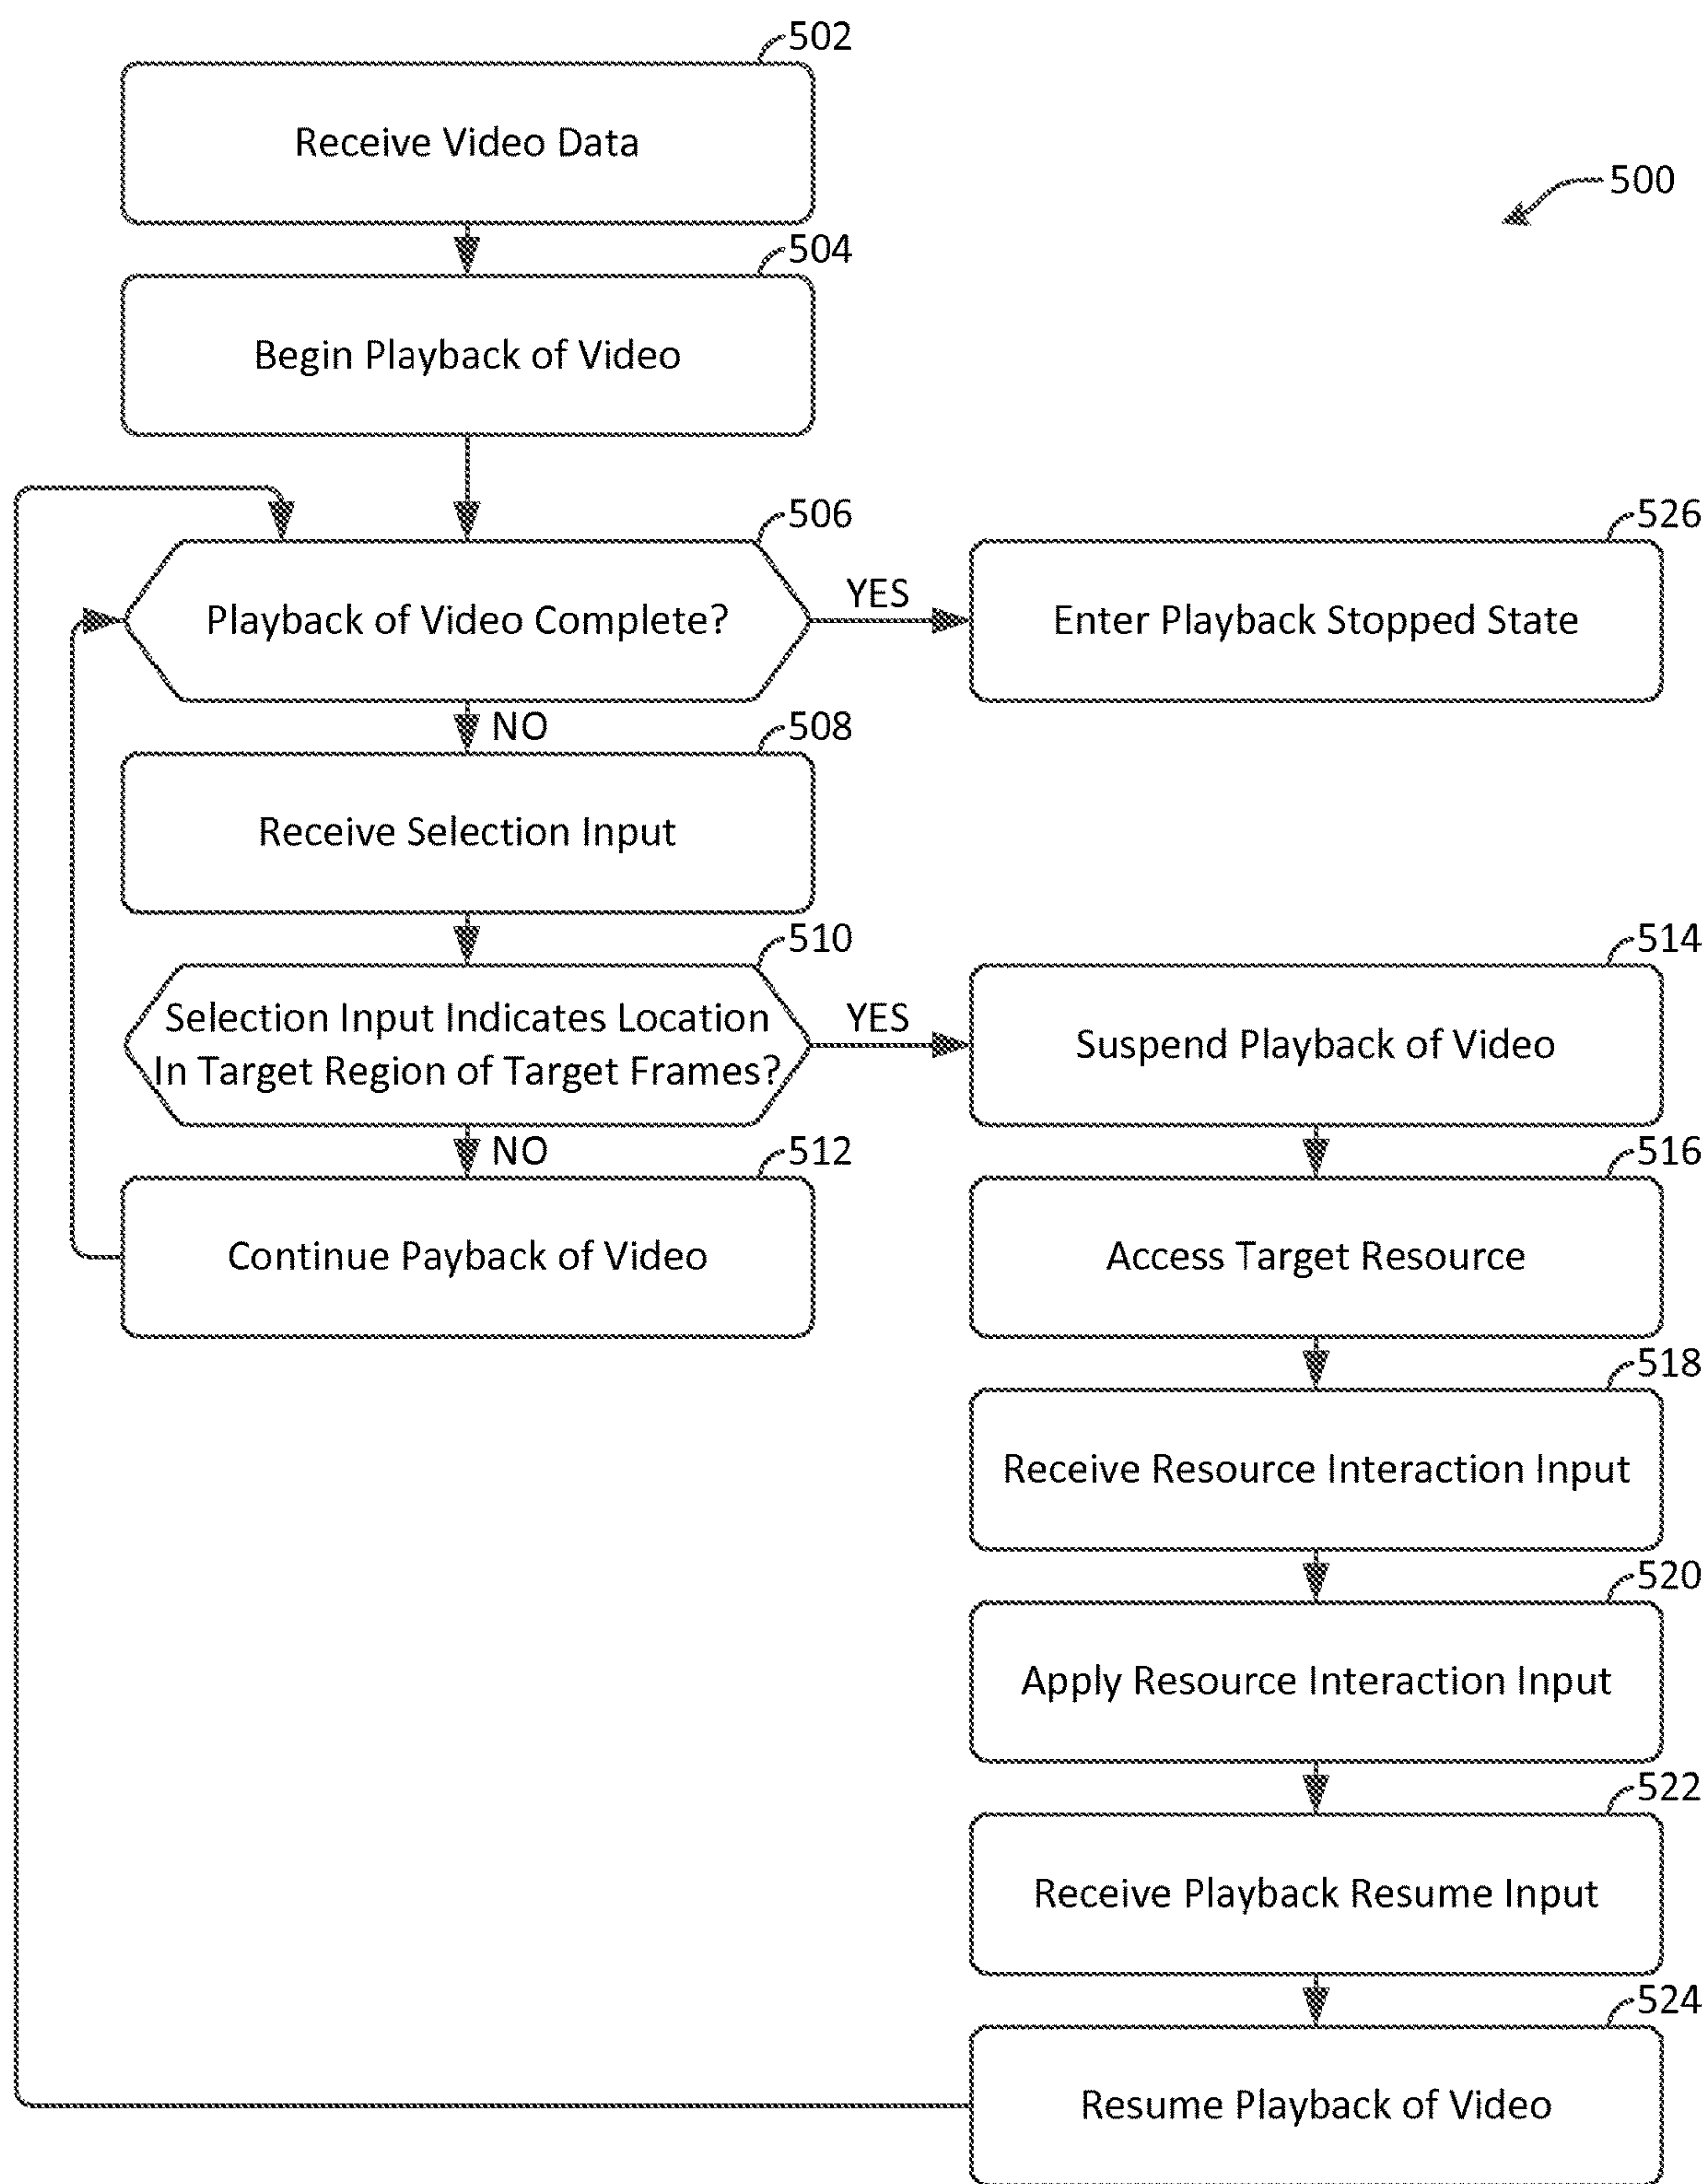 502
Receive Video Data
500
504
Begin Playback of Video
506
Playback of Video Complete?
YES
526
Enter Playback Stopped State
NO
508
Receive Selection Input
510
Selection Input Indicates Location
In Target Region of Target Frames?
YES
514
Suspend Playback of Video
NO
512
Continue Payback of Video
516
Access Target Resource
518
Receive Resource Interaction Input
520
Apply Resource Interaction Input
522
Receive Playback Resume Input
524
Resume Playback of Video